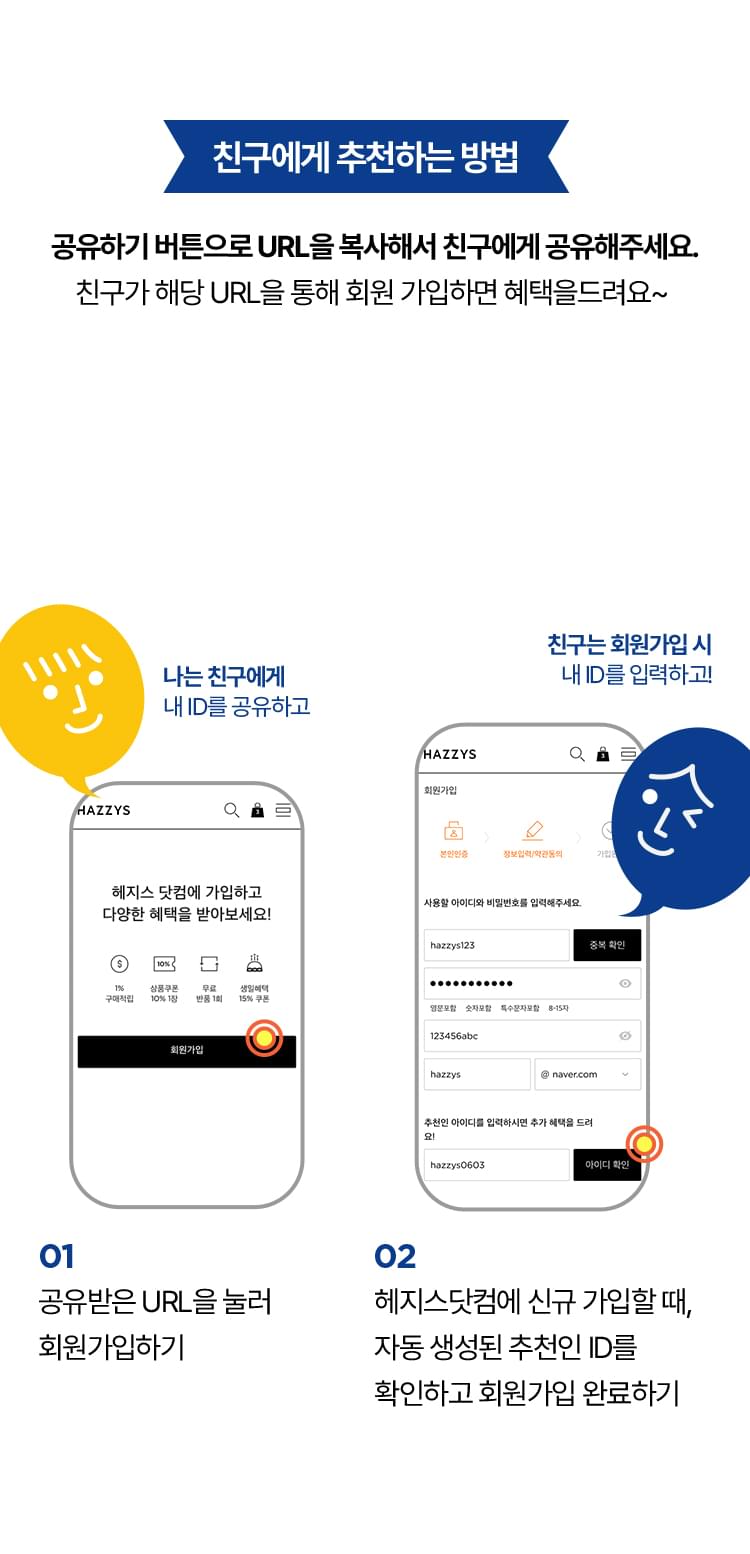 친구에게 추천하는 방법
공유하기 버튼으로 URL을 복사해서 친구에게 공유해주세요.
친구가 해당 URL을 통해 회원 가입하면 혜택을드려요~
나는 친구에게
내 ID를 공유하고
HAZZYS
헤지스 닷컴에 가입하고
다양한 혜택을 받아보세요!
$
10%
1%
구매적립
상품쿠폰
10% 1장
무료
반품 1회
생일혜택
15% 쿠폰
회원가입
01
공유받은 URL을 눌러
회원가입하기
친구는 회원가입 시
내 ID를 입력하고!
HAZZYS
회원가입
본인인증
정보입력/약관동의
가입
사용할 아이디와 비밀번호를 입력해주세요.
hazzys123
중복 확인
●●●●●●●●●●●
영문포함 숫자포함 특수문자포함 8-15자
123456abc
hazzys
@ naver.com
추천인 아이디를 입력하시면 추가 혜택을 드려
요!
hazzys0603
아이디 확인
02
헤지스닷컴에 신규 가입할 때,
자동 생성된 추천인 ID를
확인하고 회원가입 완료하기